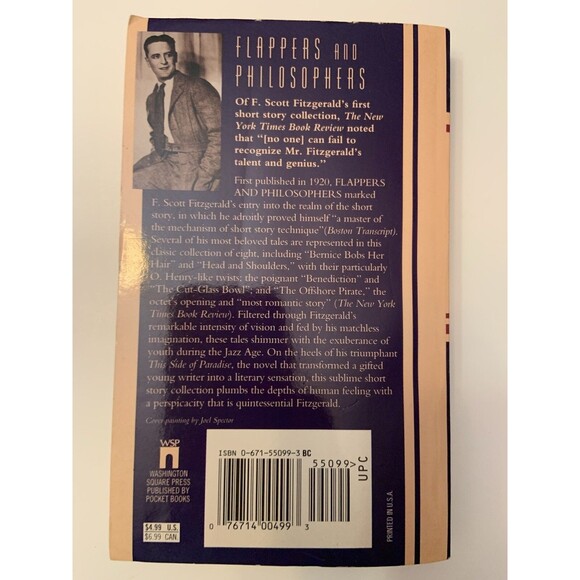 FLAPPERS AND
PHILOSOPHERS
Of F. Scott Fitzgerald's first
short story collection, The New
York Times Book Review noted
that "[no one] can fail to
recognize Mr. Fitzgerald's
talent and genius."
First published in 1920, FLAPPERS
AND PHILOSOPHERS marked
F. Scott Fitzgerald's entry into the realm of the short
story, in which he adroitly proved himself "a master of
the mechanism of short story technique"(Boston Transcript).
Several of his most beloved tales are represented in this
classic collection of eight, including "Bernice Bobs Her
Hair" and "Head and Shoulders," with their particularly
O. Henry-like twists; the poignant "Benediction" and
"The Cut-Glass Bowl"; and "The Offshore Pirate," the
octet's opening and "most romantic story" (The New York
Times Book Review). Filtered through Fitzgerald's
remarkable intensity of vision and fed by his matchless
imagination, these tales shimmer with the exuberance of
youth during the Jazz Age. On the heels of his triumphant
This Side of Paradise, the novel that transformed a gifted
young writer into a literary sensation, this sublime short
story collection plumbs the depths of human feeling with
a perspicacity that is quintessential Fitzgerald.
Cover painting by Joel Spector
WSP
WASHINGTON
SQUARE PRESS
PUBLISHED BY
POCKET BOOKS
$4.99 U.S.
$6.99 CAN.
ISBN 0-671-55099-3 BC
55099>
UPC
0 76714 00499 3
PRINTED IN U.S.A.